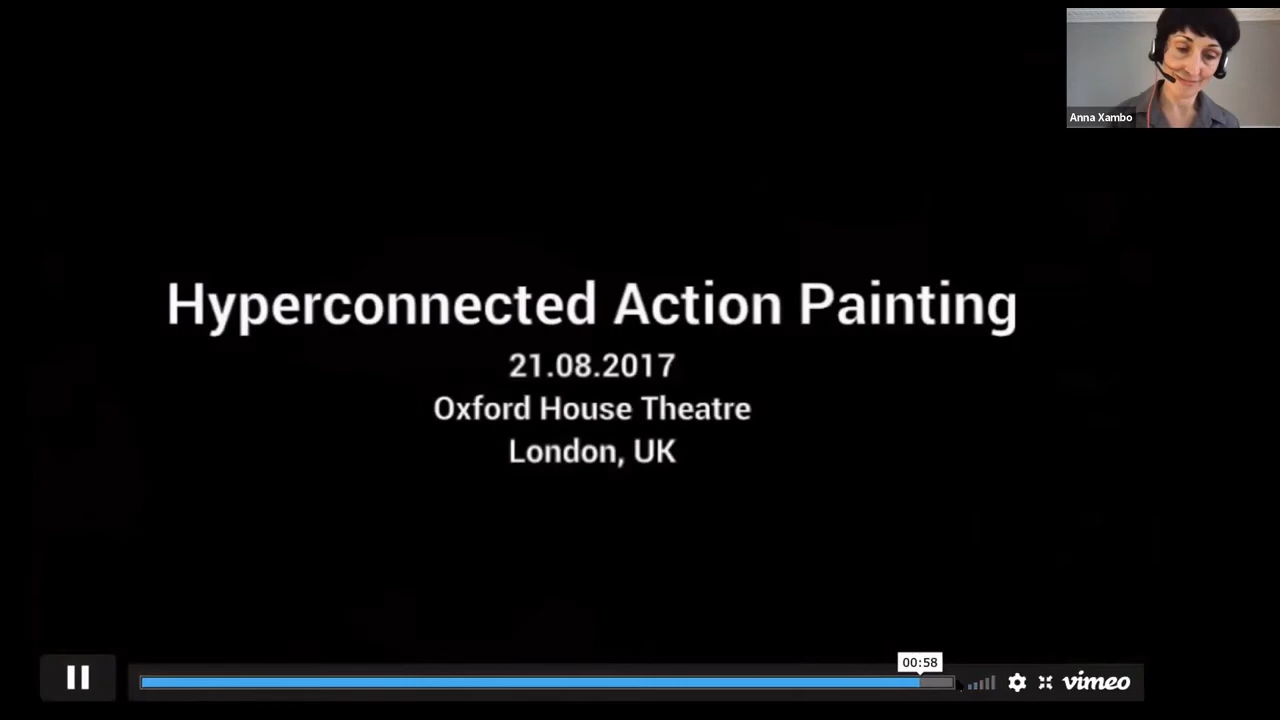 Anna Xambo
Hyperconnected Action Painting
21.08.2017
Oxford House Theatre
London, UK
00:58
vimeo